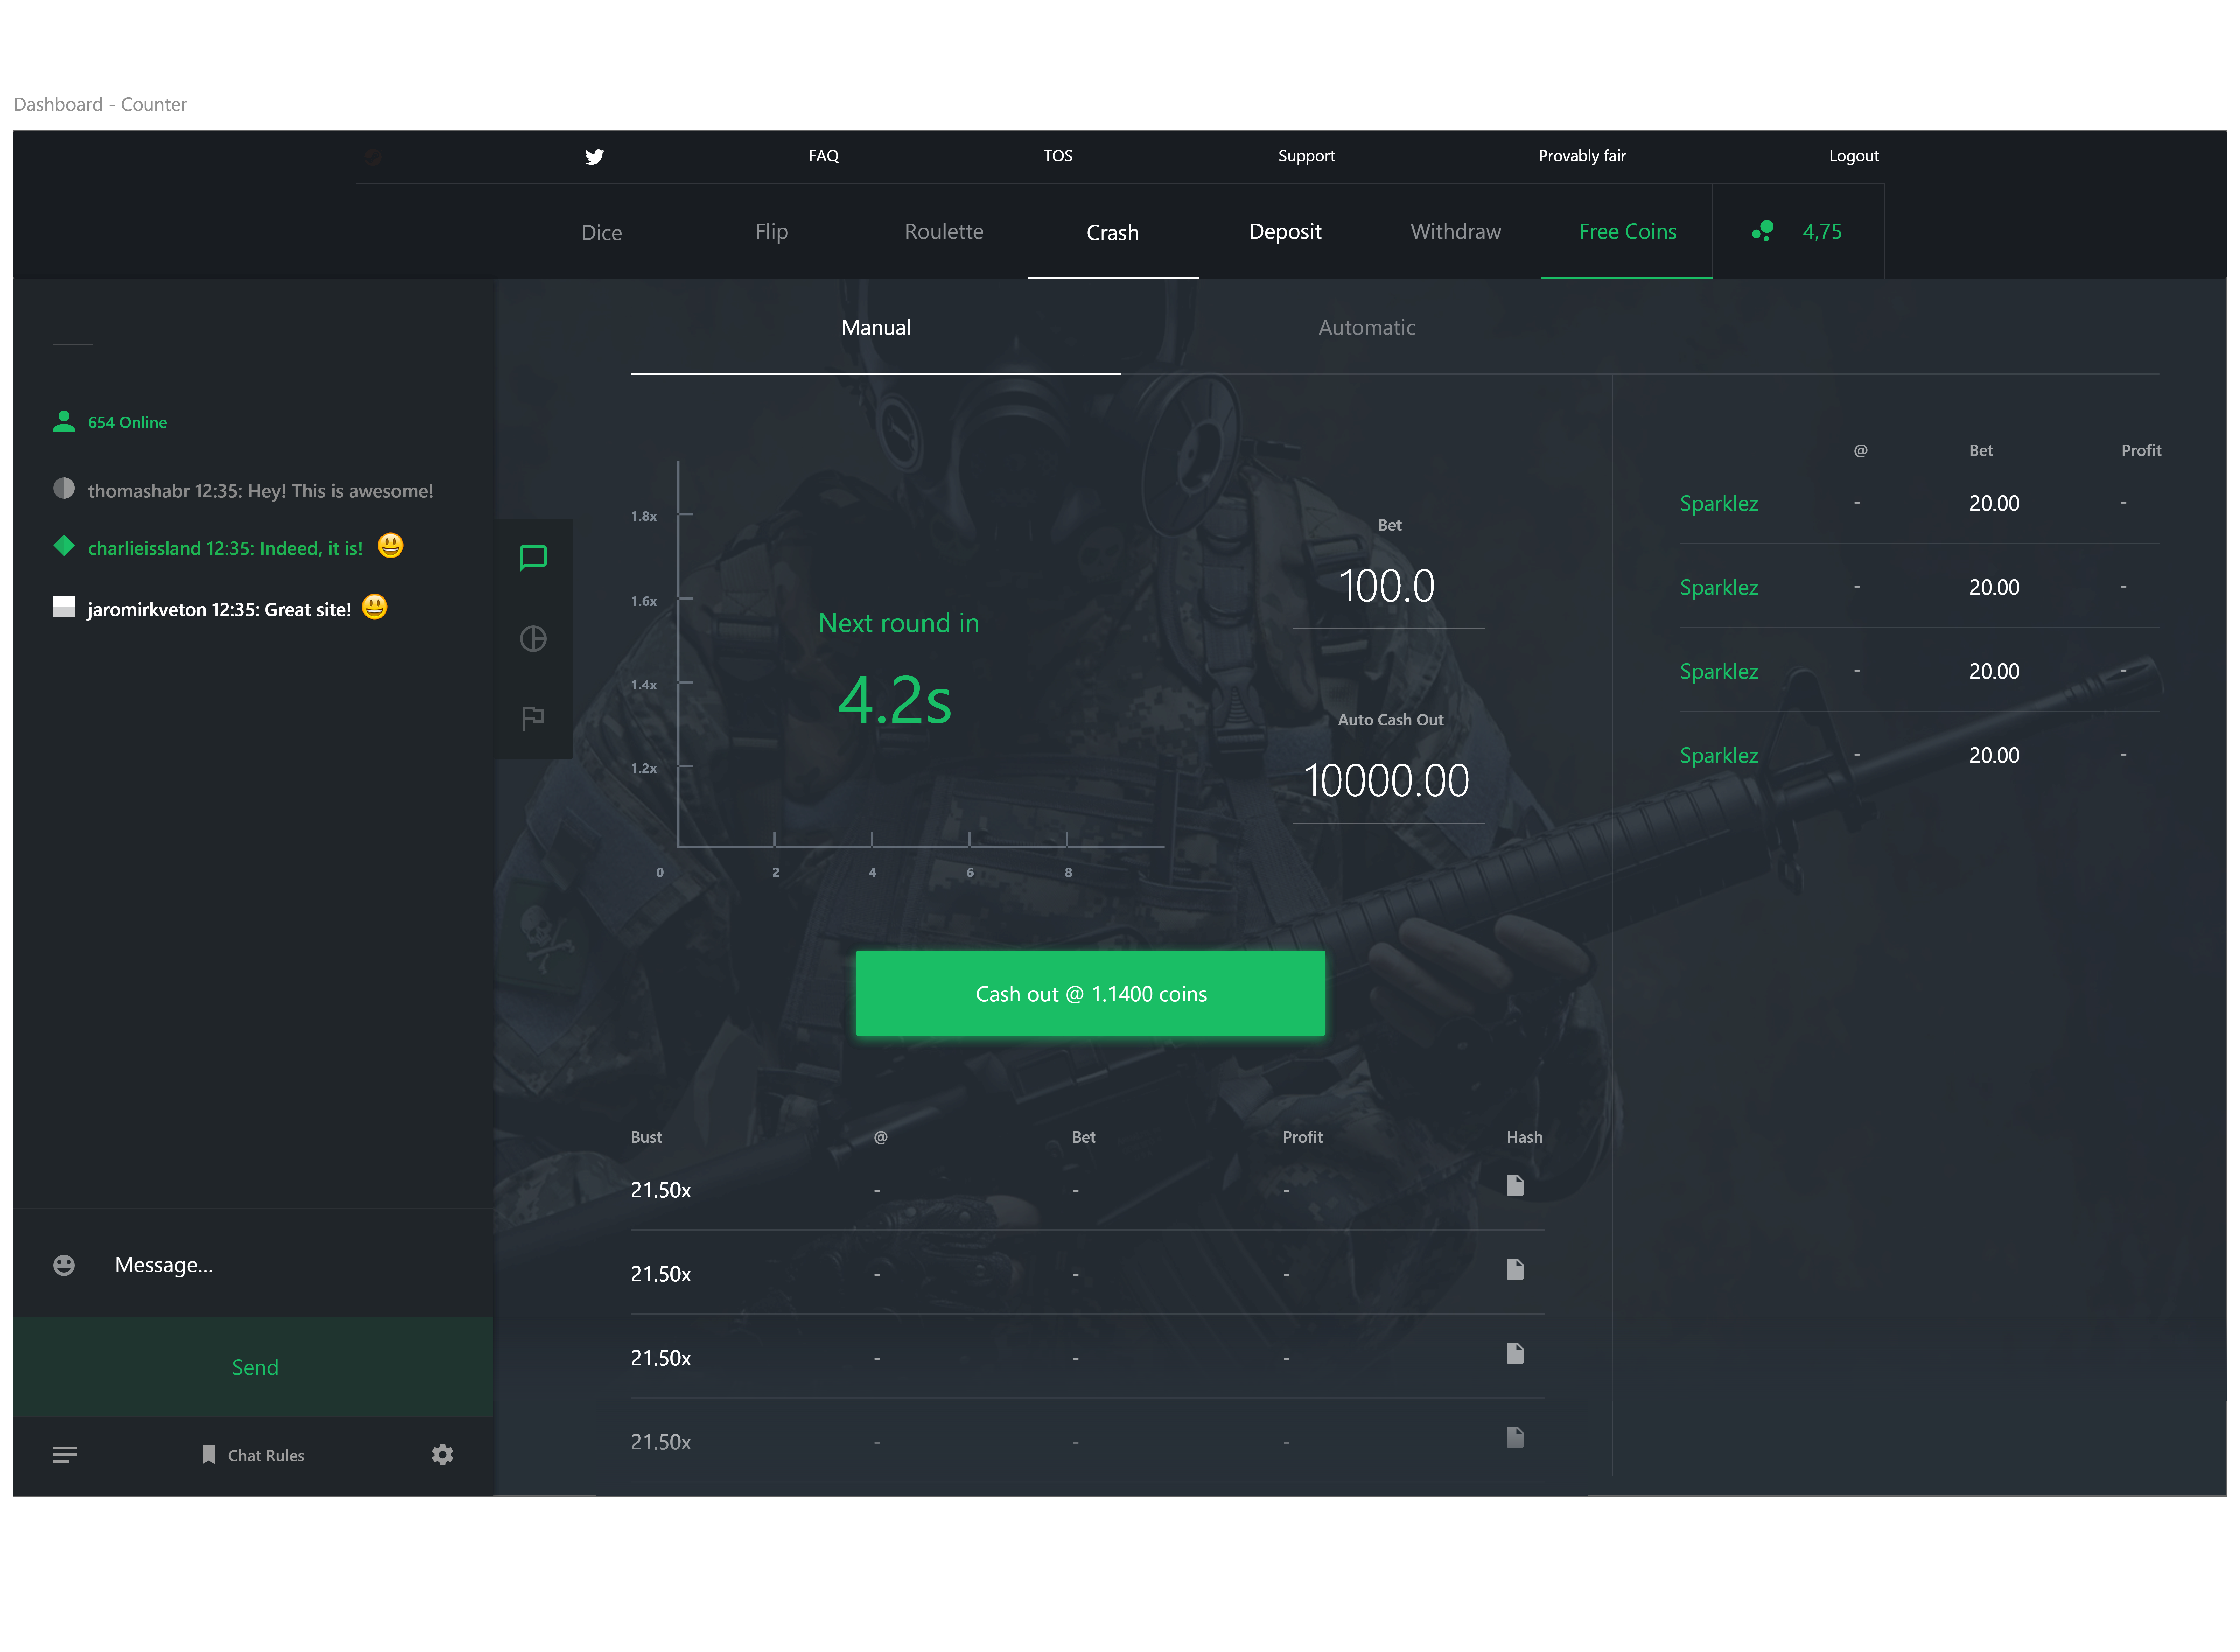 Dashboard - Counter
FAQ TOS Support Provably fair Logout
Dice Flip Roulette Crash Deposit Withdraw Free Coins 4,75
Manual Automatic
654 Online
thomashabr 12:35: Hey! This is awesome!
charlieissland 12:35: Indeed, it is! 😃
jaromirkveton 12:35: Great site! 😃
Message...
Send
Chat Rules
1.8x
1.6x
1.4x
1.2x
0 2 4 6 8
Next round in
4.2s
Bet
100.0
Auto Cash Out
10000.00
Cash out @ 1.1400 coins
Bust @ Bet Profit Hash
21.50x - - -
21.50x - - -
21.50x - - -
21.50x - - -
@ Bet Profit
Sparklez - 20.00 -
Sparklez - 20.00 -
Sparklez - 20.00 -
Sparklez - 20.00 -